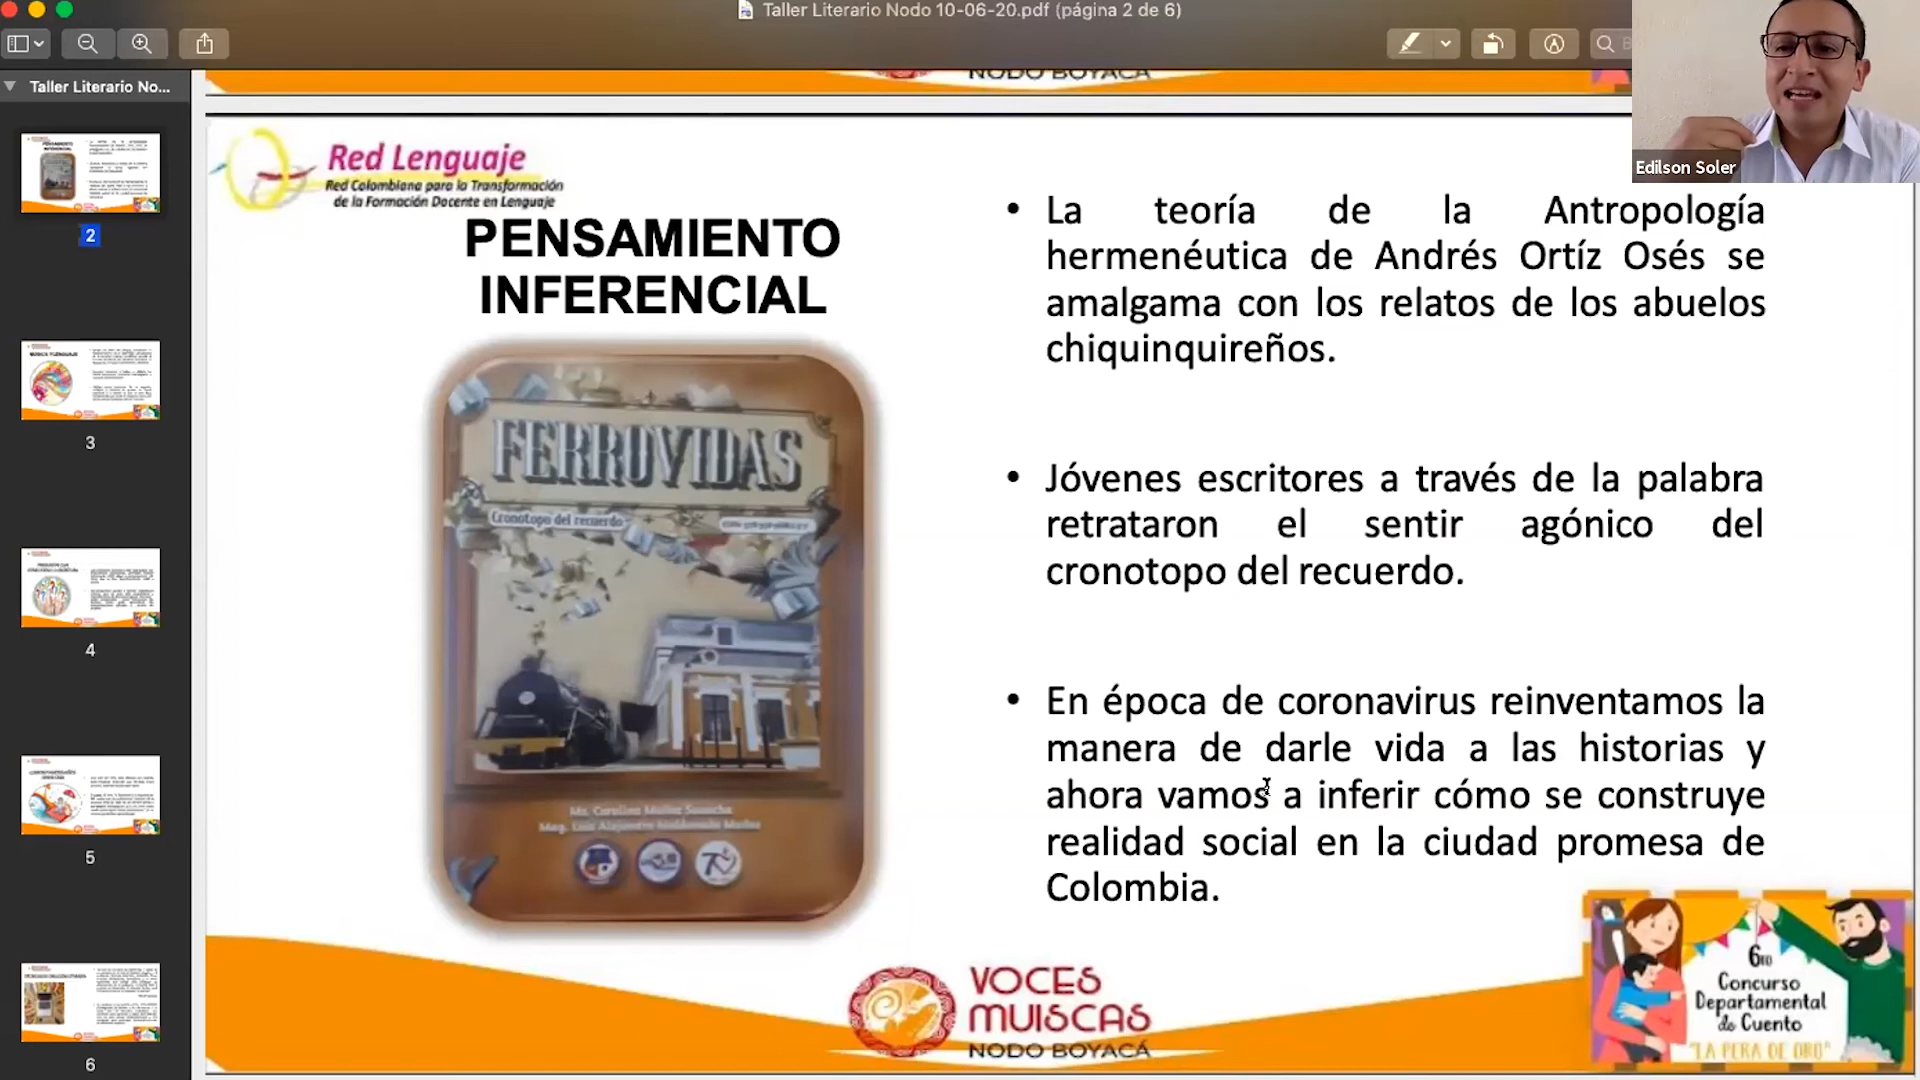 Taller Literario Nodo 10-06-20.pdf (página 2 de 6)
Taller Literario No...
2
3
4
5
6
NODO BOYACÁ
Edilson Soler
Red Lenguaje
Red Colombiana para la Transformación
de la Formación Docente en Lenguaje
PENSAMIENTO
INFERENCIAL
FERROVIDAS
Cronotopo del recuerdo
• La teoría de la Antropología
hermenéutica de Andrés Ortíz Osés se
amalgama con los relatos de los abuelos
chiquinquireños.
• Jóvenes escritores a través de la palabra
retrataron el sentir agónico del
cronotopo del recuerdo.
• En época de coronavirus reinventamos la
manera de darle vida a las historias y
ahora vamos a inferir cómo se construye
realidad social en la ciudad promesa de
Colombia.
VOCES
MUISCAS
NODO BOYACÁ
6TO
Concurso
Departamental
de Cuento
"LA PERA DE ORO"